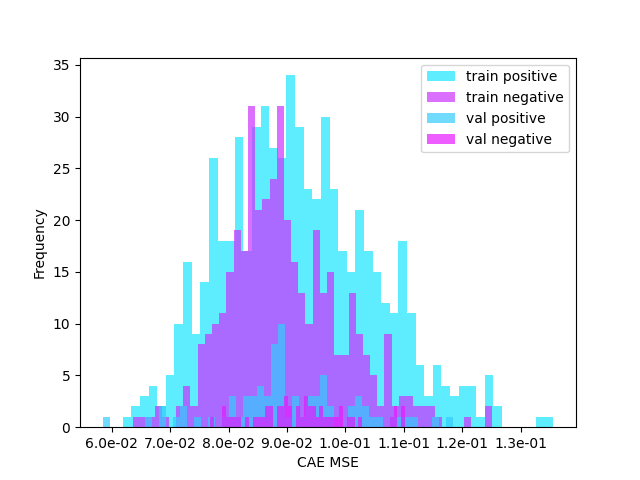 train positive
train negative
val positive
val negative
Frequency
35
30
25
20
15
10
5
0
6.0e-02 7.0e-02 8.0e-02 9.0e-02 1.0e-01 1.1e-01 1.2e-01 1.3e-01
CAE MSE